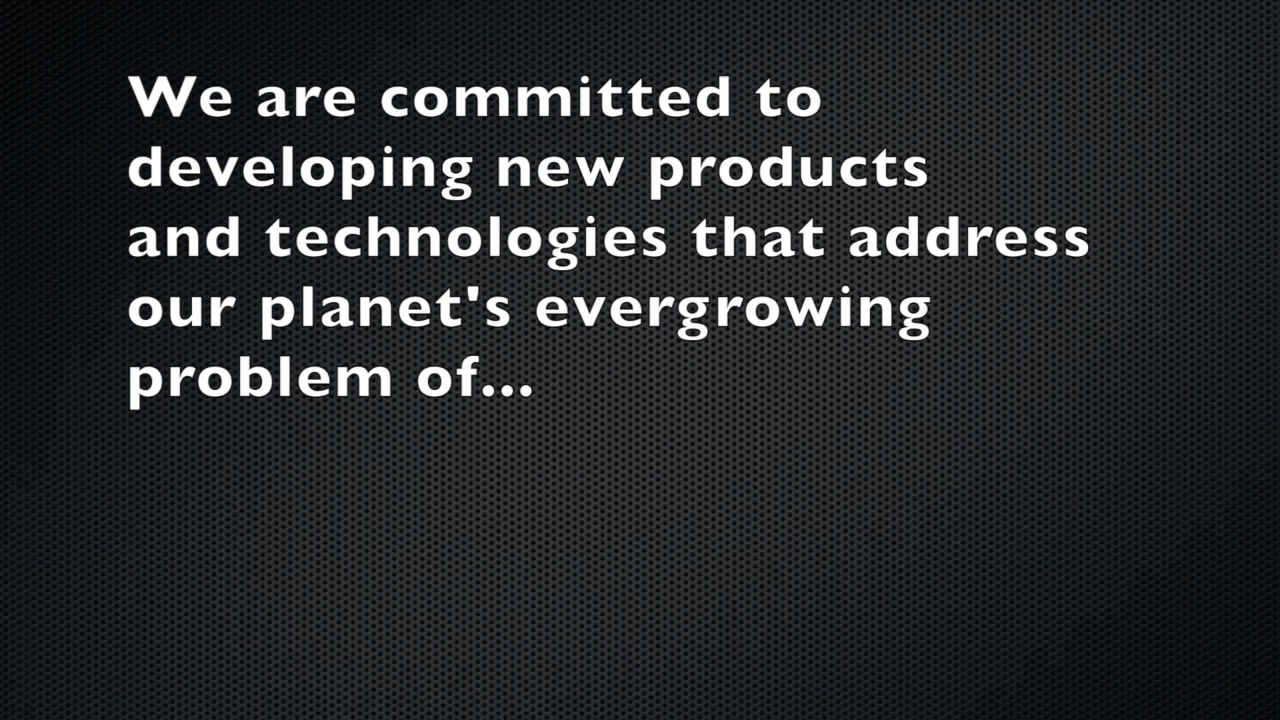 We are committed to
developing new products
and technologies that address
our planet's evergrowing
problem of...